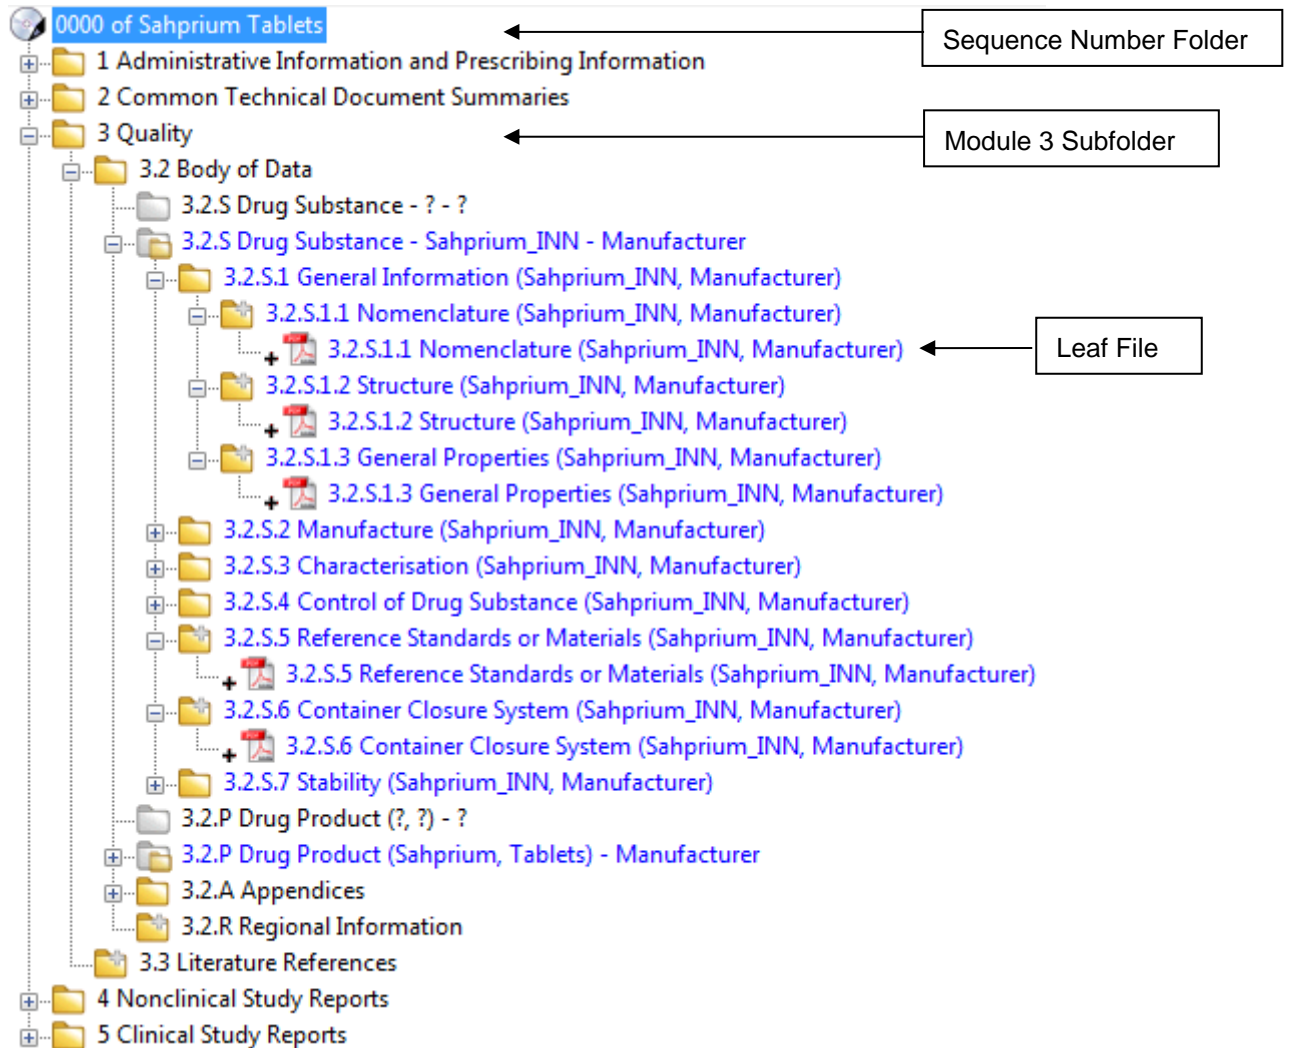 0000 of Sahprium Tablets
Sequence Number Folder
1 Administrative Information and Prescribing Information
2 Common Technical Document Summaries
3 Quality
Module 3 Subfolder
3.2 Body of Data
3.2.S Drug Substance - ? - ?
3.2.S Drug Substance - Sahprium_INN - Manufacturer
3.2.S.1 General Information (Sahprium_INN, Manufacturer)
3.2.S.1.1 Nomenclature (Sahprium_INN, Manufacturer)
3.2.S.1.1 Nomenclature (Sahprium_INN, Manufacturer)
Leaf File
3.2.S.1.2 Structure (Sahprium_INN, Manufacturer)
3.2.S.1.2 Structure (Sahprium_INN, Manufacturer)
3.2.S.1.3 General Properties (Sahprium_INN, Manufacturer)
3.2.S.1.3 General Properties (Sahprium_INN, Manufacturer)
3.2.S.2 Manufacture (Sahprium_INN, Manufacturer)
3.2.S.3 Characterisation (Sahprium_INN, Manufacturer)
3.2.S.4 Control of Drug Substance (Sahprium_INN, Manufacturer)
3.2.S.5 Reference Standards or Materials (Sahprium_INN, Manufacturer)
3.2.S.5 Reference Standards or Materials (Sahprium_INN, Manufacturer)
3.2.S.6 Container Closure System (Sahprium_INN, Manufacturer)
3.2.S.6 Container Closure System (Sahprium_INN, Manufacturer)
3.2.S.7 Stability (Sahprium_INN, Manufacturer)
3.2.P Drug Product (?, ?) - ?
3.2.P Drug Product (Sahprium, Tablets) - Manufacturer
3.2.A Appendices
3.2.R Regional Information
3.3 Literature References
4 Nonclinical Study Reports
5 Clinical Study Reports